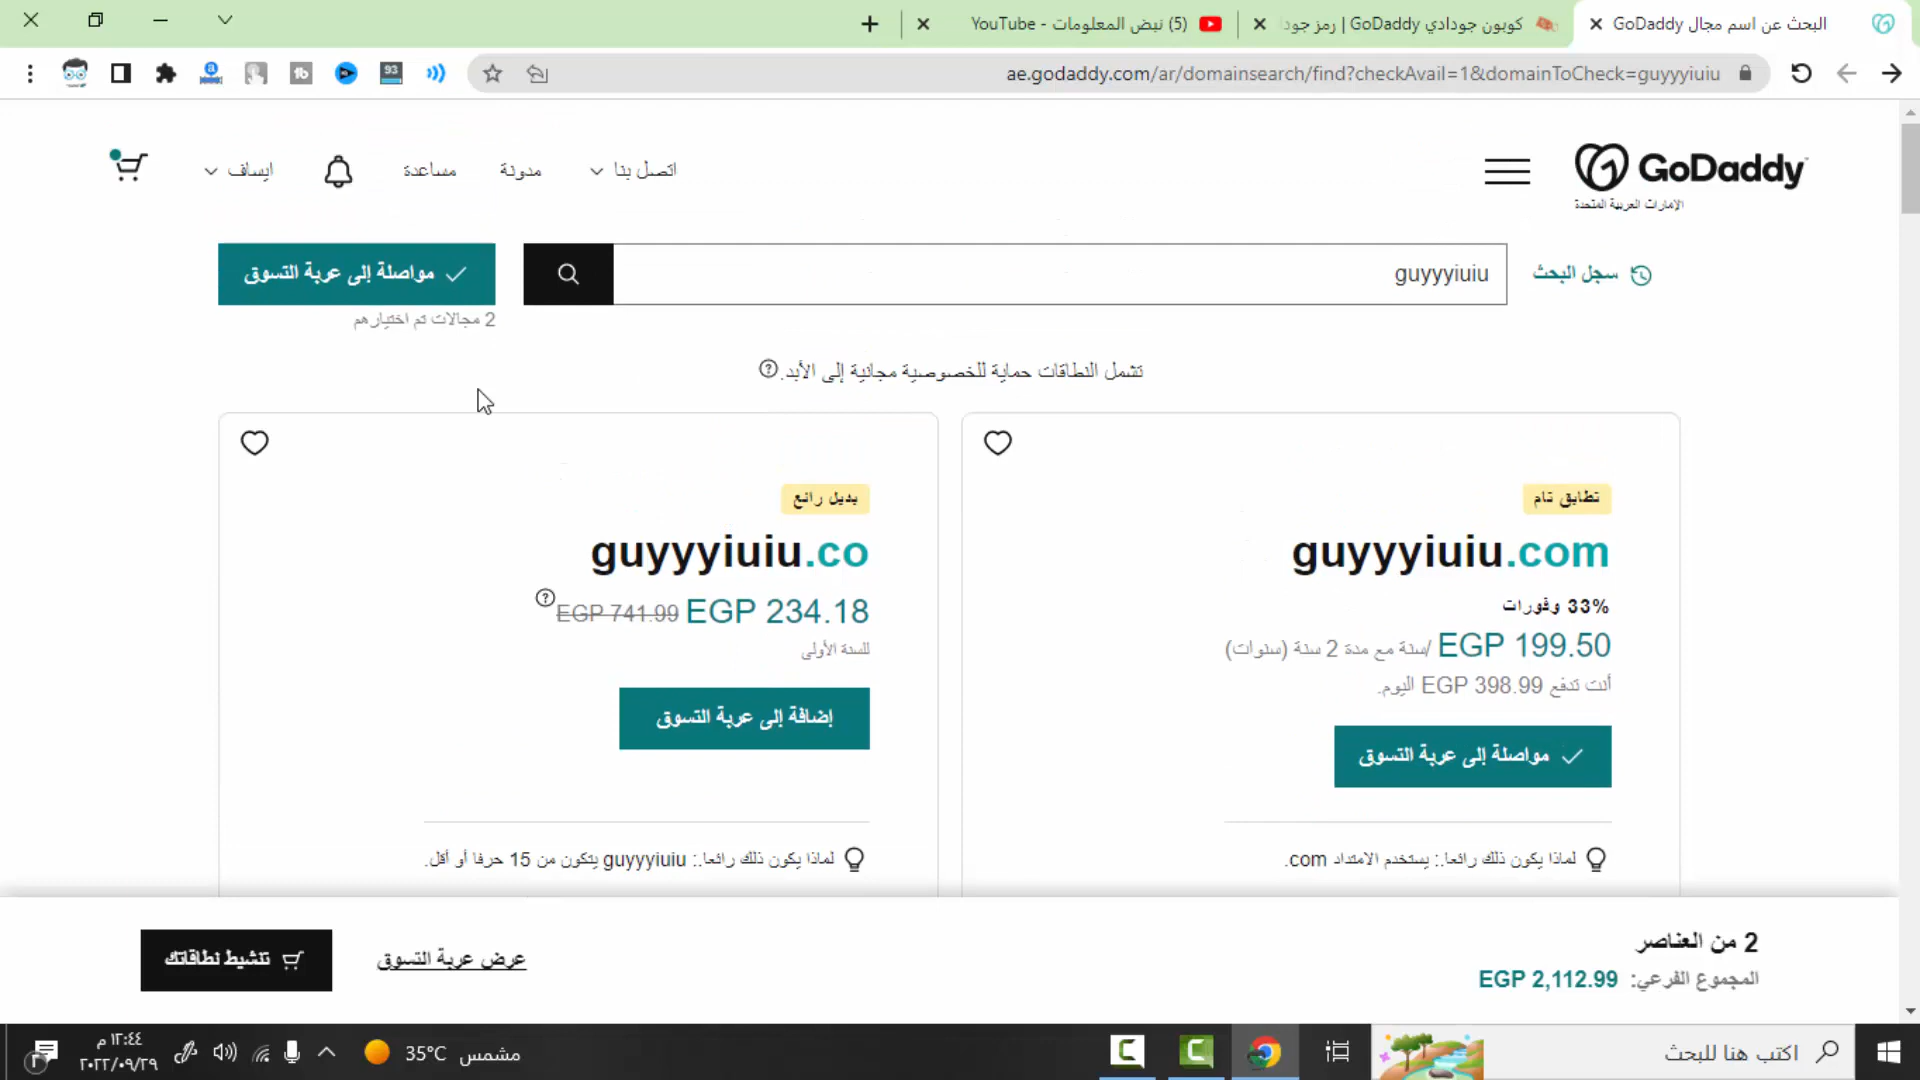 البحث عن اسم مجال GoDaddy
كوبون جودادي GoDaddy | رمز جود
(5) نبض المعلومات - YouTube
ae.godaddy.com/ar/domainsearch/find?checkAvail=1&domainToCheck=guyyyiuiu
93
GoDaddy
الإمارات العربية المتحدة
اتصل بنا
مدونة
مساعدة
ايساف
سجل البحث
guyyyiuiu
مواصلة إلى عربة التسوق
2 مجالات تم اختيارهم
تشمل النطاقات حماية للخصوصية مجانية إلى الأبد.
تطابق تام
guyyyiuiu.com
33% وفورات
EGP 199.50 /سنة مع مدة 2 سنة (سنوات)
أنت تدفع EGP 398.99 اليوم.
مواصلة إلى عربة التسوق
لماذا يكون ذلك رائعا.: يستخدم الامتداد com.
بديل رائع
guyyyiuiu.co
EGP 234.18 EGP 741.99
للسنة الأولى
إضافة إلى عربة التسوق
لماذا يكون ذلك رائعا.: guyyyiuiu يتكون من 15 حرفا أو أقل.
2 من العناصر
المجموع الفرعي: EGP 2,112.99
عرض عربة التسوق
تنشيط نطاقاتك
اكتب هنا للبحث
مشمس 35°C
١٢:٤٤ م
٢٠٢٢/٠٩/٢٩
٣